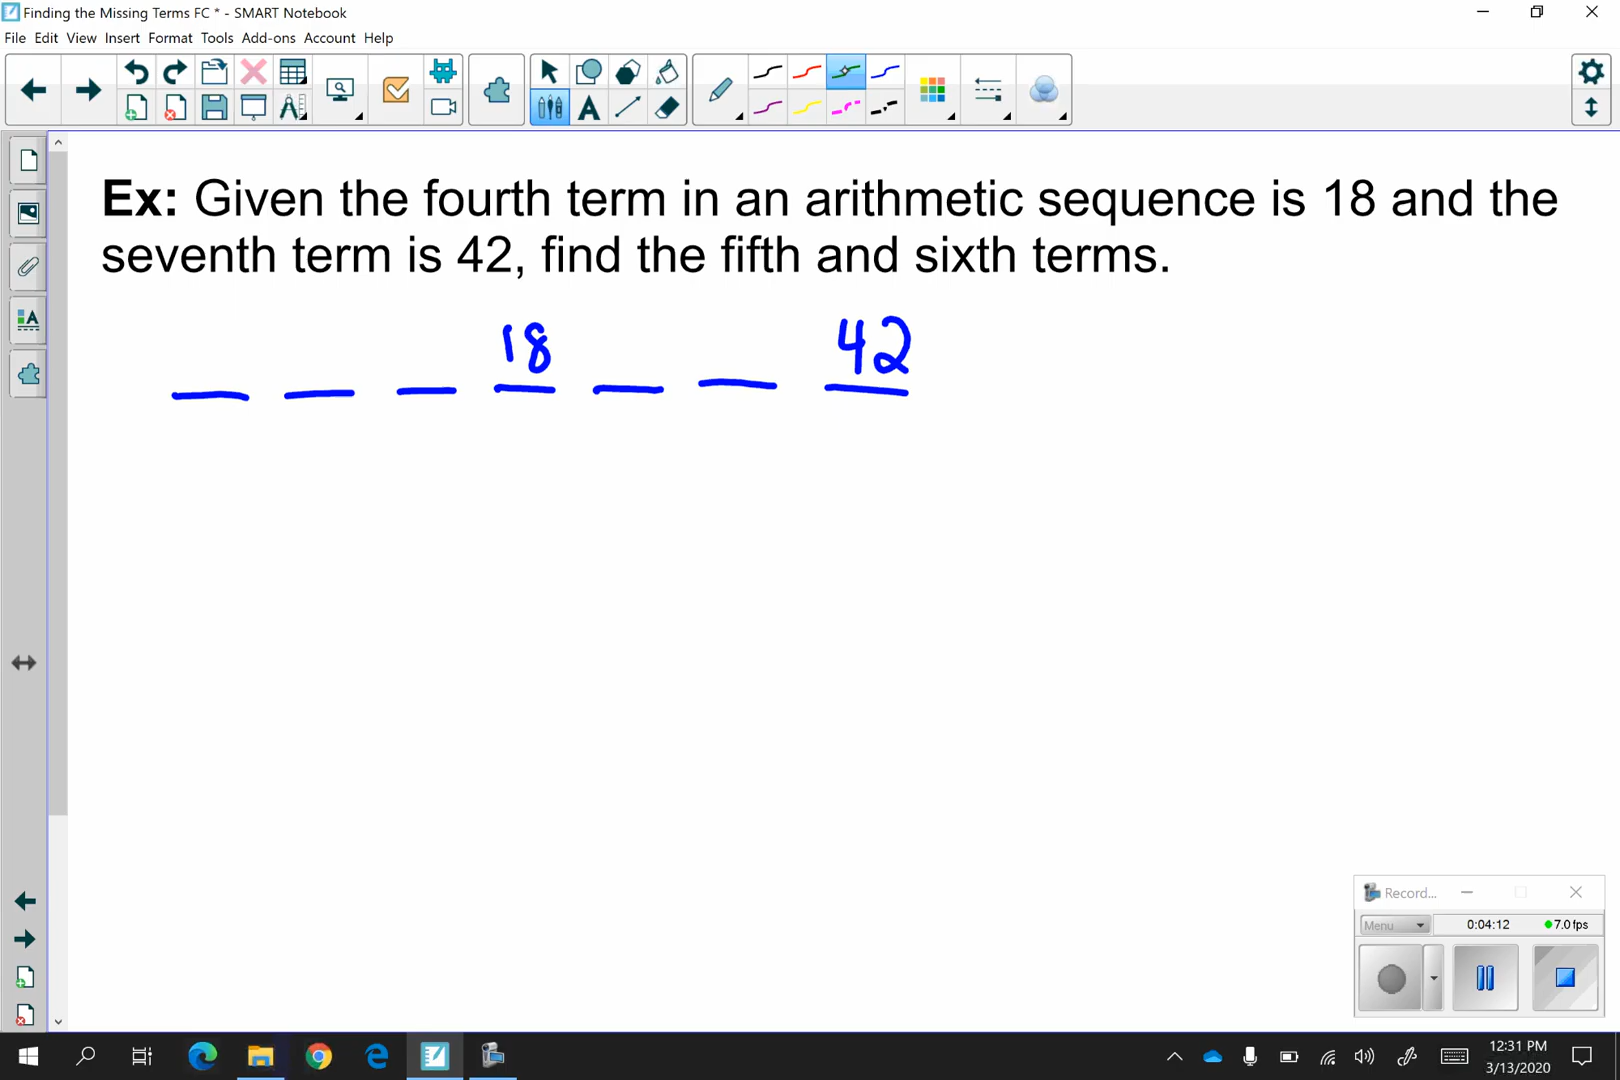 Finding the Missing Terms FC * - SMART Notebook
File Edit View Insert Format Tools Add-ons Account Help
Ex: Given the fourth term in an arithmetic sequence is 18 and the
seventh term is 42, find the fifth and sixth terms.
18 42
Record...
Menu 0:04:12 7.0 fps
12:31 PM
3/13/2020